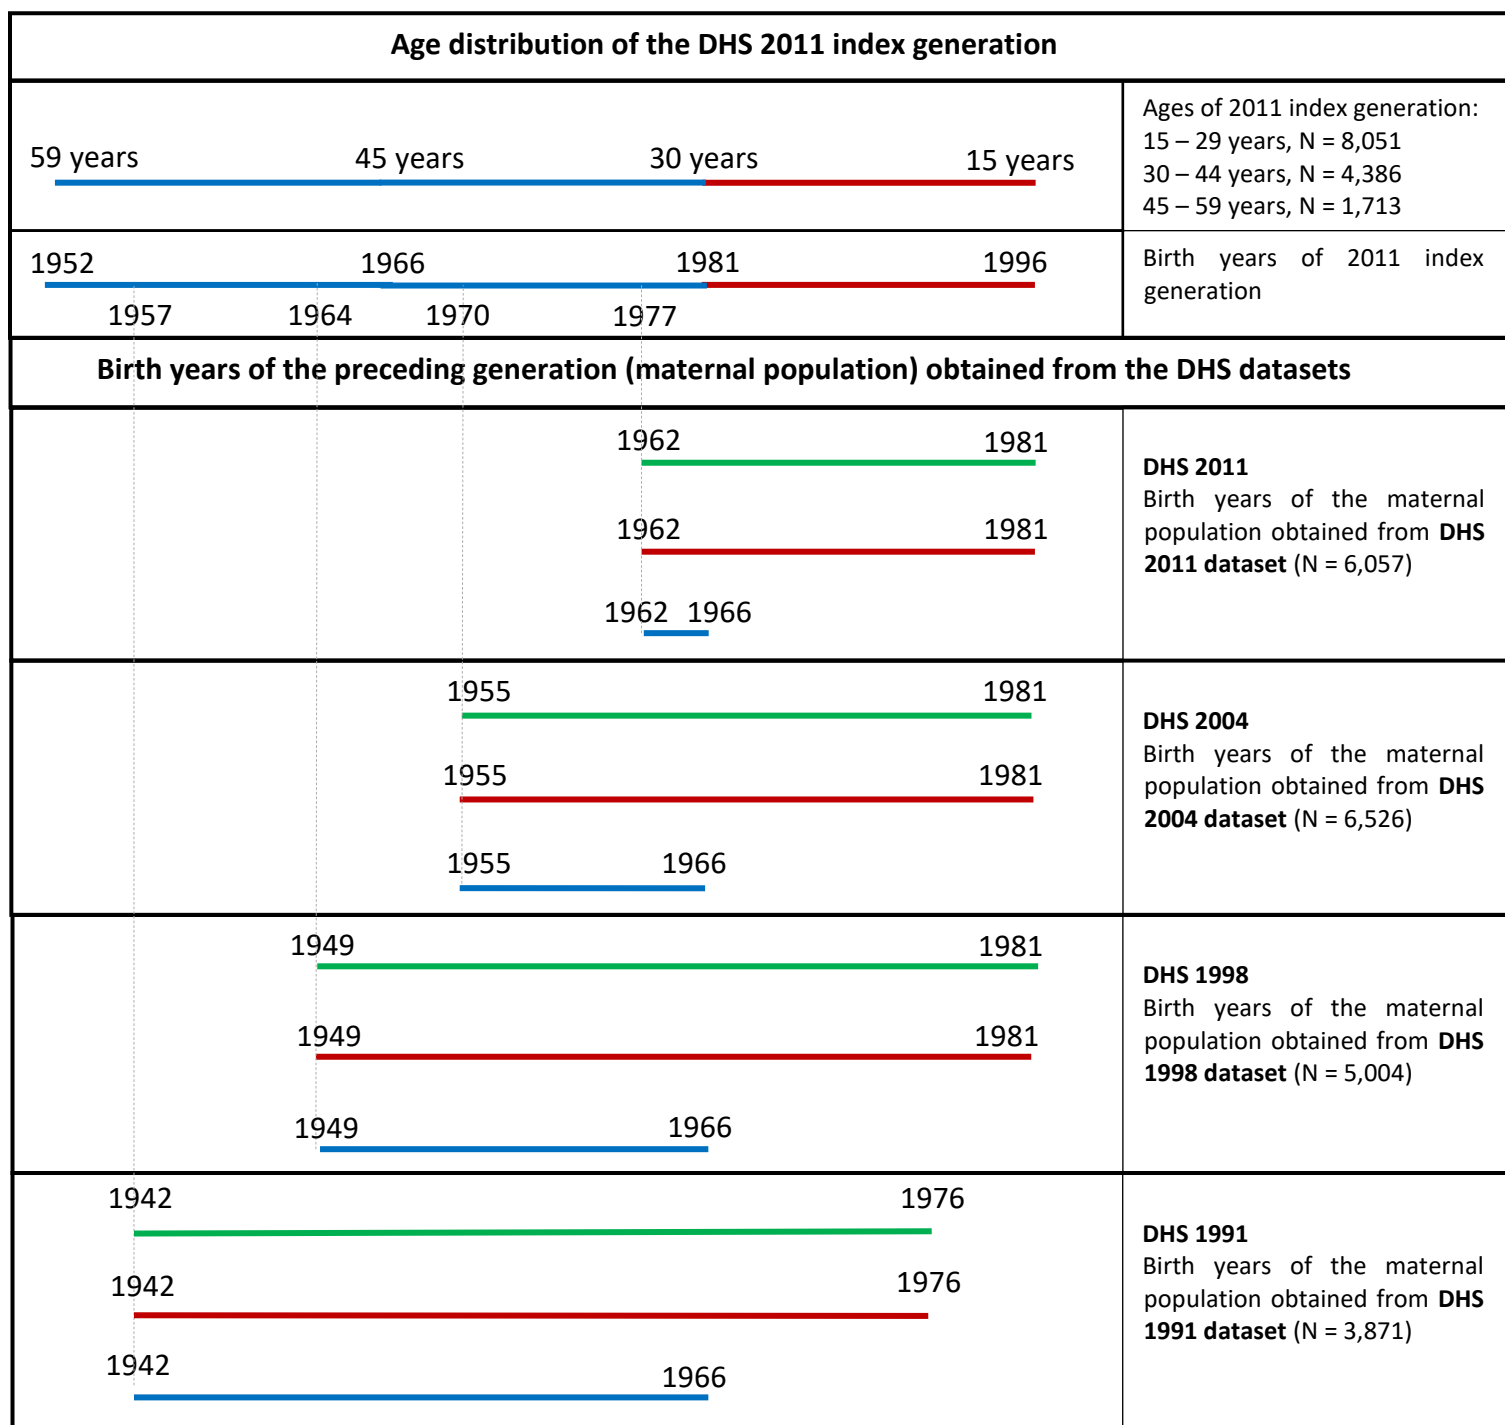 Age distribution of the DHS 2011 index generation
59 years 45 years 30 years 15 years
Ages of 2011 index generation:
15 – 29 years, N = 8,051
30 – 44 years, N = 4,386
45 – 59 years, N = 1,713
1952 1966 1981 1996
1957 1964 1970 1977
Birth years of 2011 index
generation
Birth years of the preceding generation (maternal population) obtained from the DHS datasets
1962 1981
1962 1981
1962 1966
DHS 2011
Birth years of the maternal
population obtained from DHS
2011 dataset (N = 6,057)
1955 1981
1955 1981
1955 1966
DHS 2004
Birth years of the maternal
population obtained from DHS
2004 dataset (N = 6,526)
1949 1981
1949 1981
1949 1966
DHS 1998
Birth years of the maternal
population obtained from DHS
1998 dataset (N = 5,004)
1942 1976
1942 1976
1942 1966
DHS 1991
Birth years of the maternal
population obtained from DHS
1991 dataset (N = 3,871)